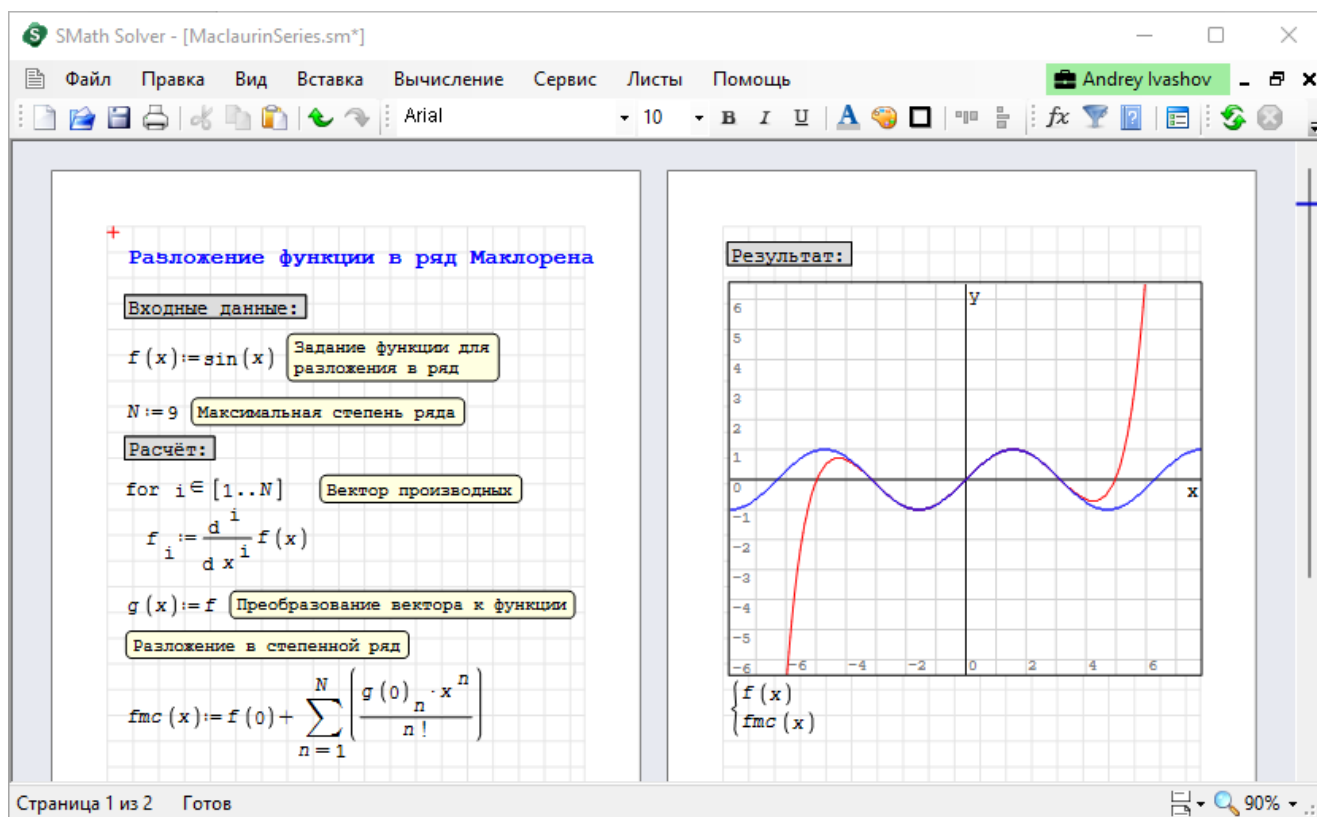 SMath Solver - [MaclaurinSeries.sm*]
Файл Правка Вид Вставка Вычисление Сервис Листы Помощь Andrey Ivashov
Arial 10 B I U A fx
Разложение функции в ряд Маклорена
Входные данные:
f(x):=sin(x) Задание функции для
разложения в ряд
N:=9 Максимальная степень ряда
Расчёт:
for i∈[1..N] Вектор производных
f_i:=d^i/dx^i f(x)
g(x):=f Преобразование вектора к функции
Разложение в степенной ряд
fmc(x):=f(0)+∑_{n=1}^{N}(g(0)_n·x^n/n!)
Результат:
y
6
5
4
3
2
1
0
x
-1
-2
-3
-4
-5
-6 -6 -4 -2 0 2 4 6
{f(x)
fmc(x)
Страница 1 из 2 Готов 90%